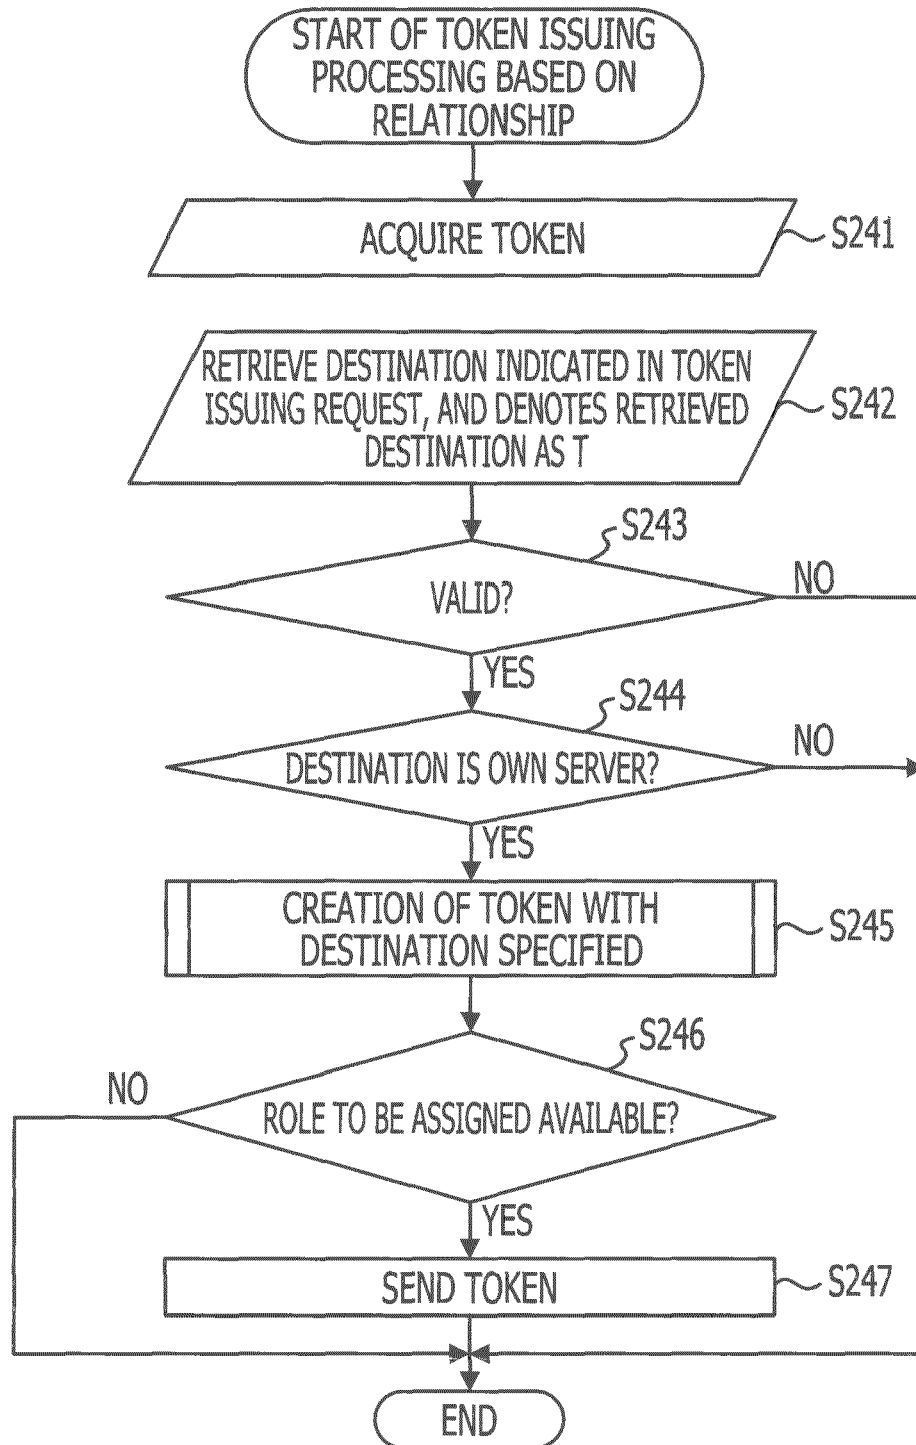 START OF TOKEN ISSUING
PROCESSING BASED ON
RELATIONSHIP
ACQUIRE TOKEN
S241
RETRIEVE DESTINATION INDICATED IN TOKEN
ISSUING REQUEST, AND DENOTES RETRIEVED
DESTINATION AS T
S242
S243
VALID?
NO
YES
S244
DESTINATION IS OWN SERVER?
NO
YES
CREATION OF TOKEN WITH
DESTINATION SPECIFIED
S245
S246
NO
ROLE TO BE ASSIGNED AVAILABLE?
YES
SEND TOKEN
S247
END